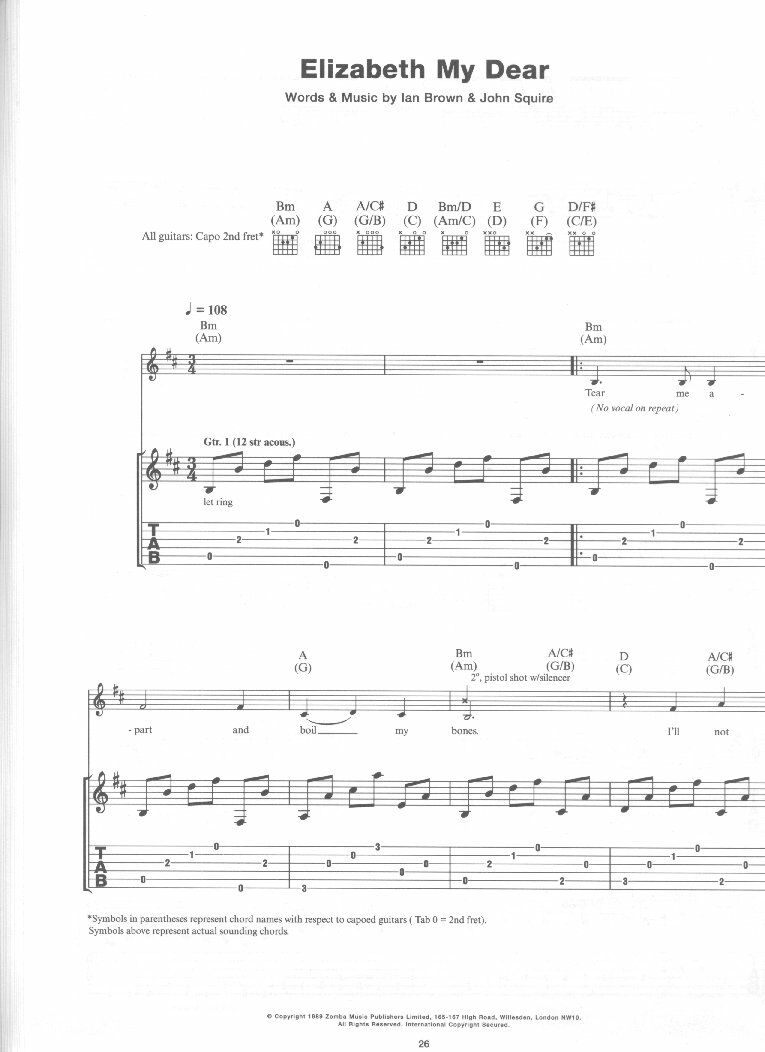 Elizabeth My Dear
Words & Music by Ian Brown & John Squire
Bm A A/C♯ D Bm/D E G D/F♯
(Am) (G) (G/B) (C) (Am/C) (D) (F) (C/E)
All guitars: Capo 2nd fret*
♩ = 108
Bm Bm
(Am) (Am)
3
4
Tear me a -
(No vocal on repeat)
Gtr. 1 (12 str acous.)
3
4
let ring
T
A
B
0 2 1 0 0 2 0 2 1 0 0 2 0 2 1 0 0 2
A Bm A/C♯ D A/C♯
(G) (Am) (G/B) (C) (G/B)
2°, pistol shot w/silencer
- part and boil my bones. I'll not
T
A
B
0 2 1 0 0 2 3 0 0 3 0 0 0 2 1 0 2 0 3 0 1 0 2 0
*Symbols in parentheses represent chord names with respect to capoed guitars ( Tab 0 = 2nd fret).
Symbols above represent actual sounding chords.
© Copyright 1989 Zomba Music Publishers Limited, 165-167 High Road, Willesden, London NW10.
All Rights Reserved. International Copyright Secured.
26